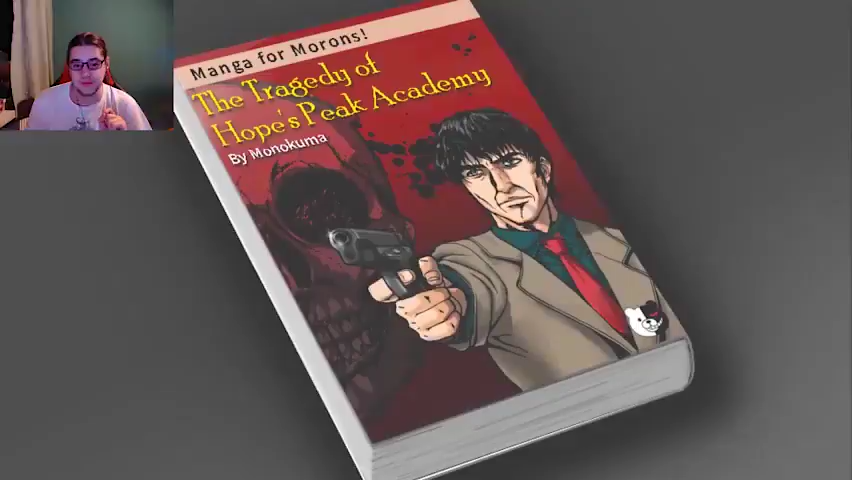 Manga for Morons!
The Tragedy of
Hope's Peak Academy
By Monokuma